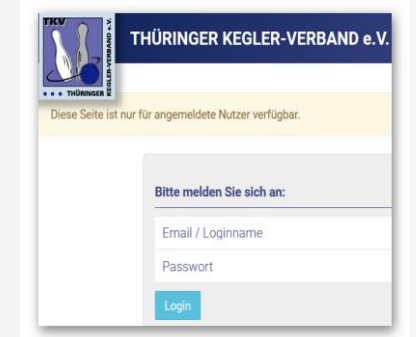 TKV
THÜRINGER KEGLER-VERBAND e.V.
THÜRINGER
KEGLER-VERBAND e.V.
Diese Seite ist nur für angemeldete Nutzer verfügbar.
Bitte melden Sie sich an:
Email / Loginname
Passwort
Login